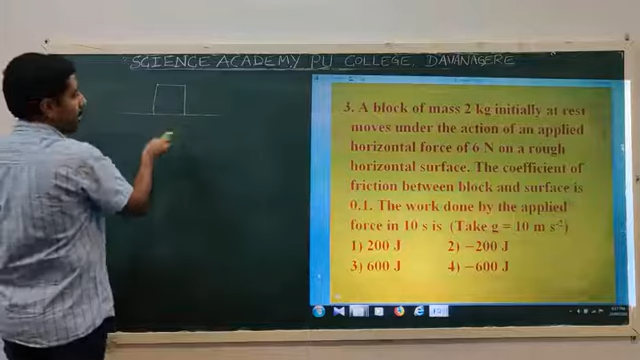 SCIENCE ACADEMY PU COLLEGE, DAVANAGERE
3. A block of mass 2 kg initially at rest
moves under the action of an applied
horizontal force of 6 N on a rough
horizontal surface. The coefficient of
friction between block and surface is
0.1. The work done by the applied
force in 10 s is (Take g = 10 m s⁻²)
1) 200 J 2) −200 J
3) 600 J 4) −600 J